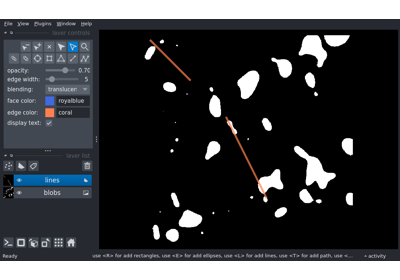 File View Plugins Window Help
layer controls
opacity: 0.70
edge width: 5
blending: translucen
face color: royalblue
edge color: coral
display text:
layer list
lines
blobs
Ready
use <R> for add rectangles, use <E> for add ellipses, use <L> for add lines, use <T> for add path, use <...
activity